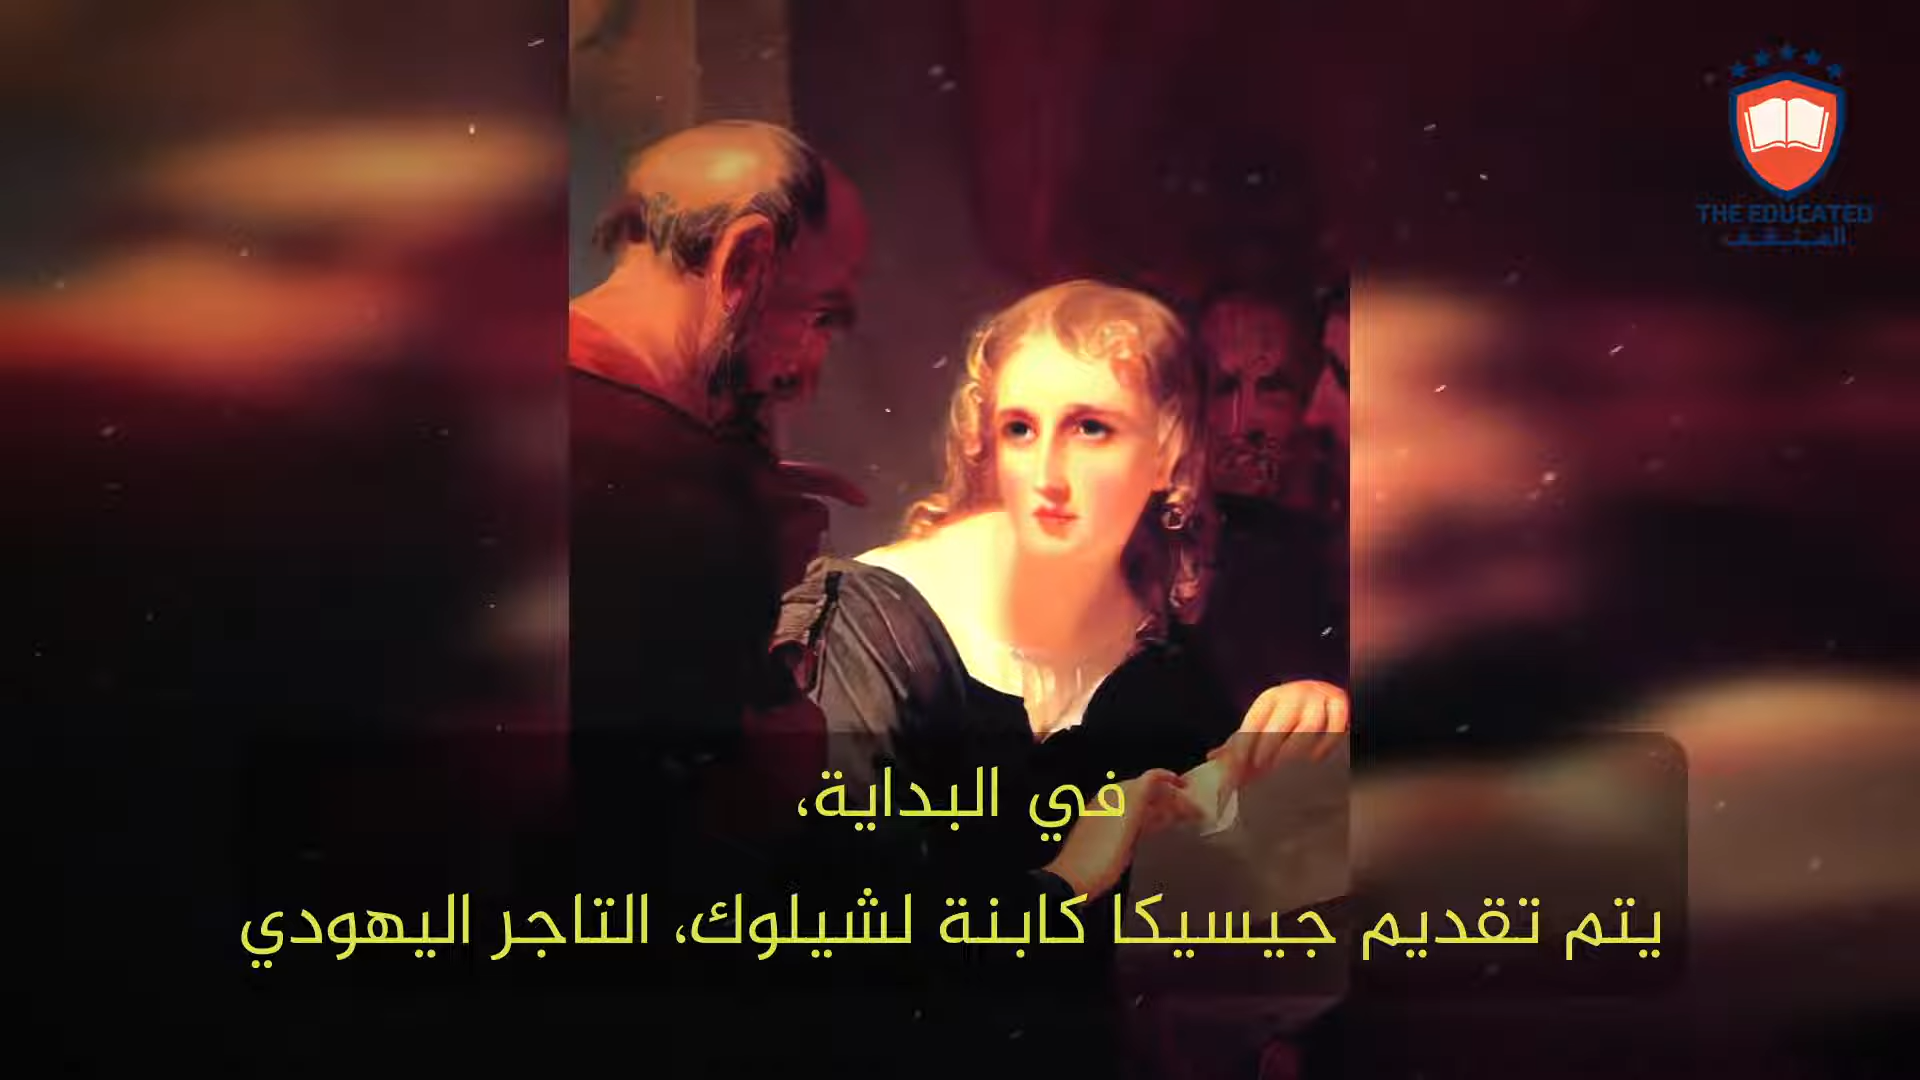 THE EDUCATED
المثقف
في البداية،
يتم تقديم جيسيكا كابنة لشيلوك، التاجر اليهودي